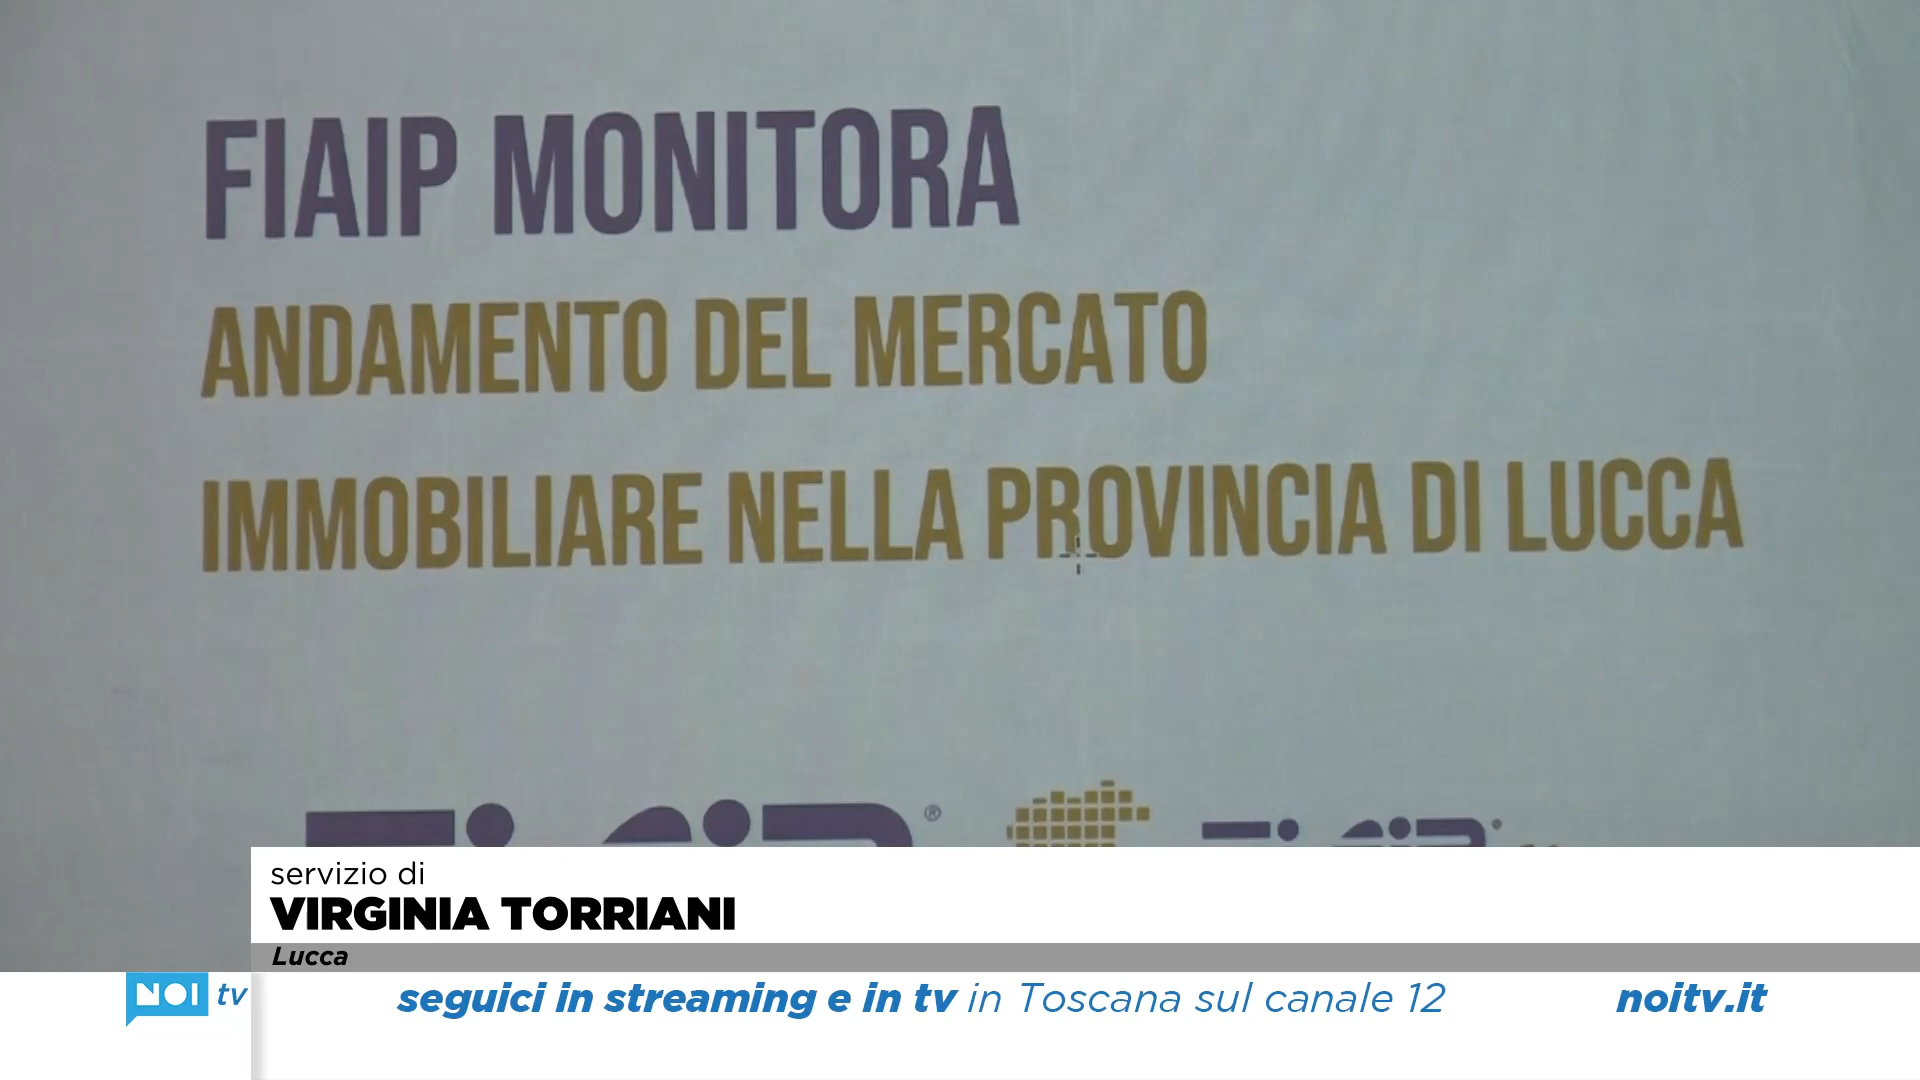 FIAIP MONITORA
ANDAMENTO DEL MERCATO
IMMOBILIARE NELLA PROVINCIA DI LUCCA
®
servizio di
VIRGINIA TORRIANI
Lucca
NOI tv
seguici in streaming e in tv in Toscana sul canale 12
noitv.it